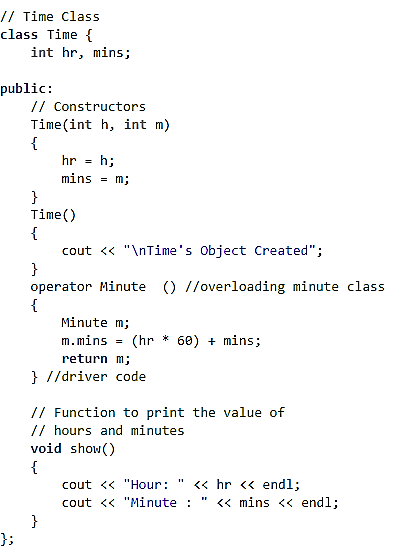 // Time Class
class Time {
    int hr, mins;

public:
    // Constructors
    Time(int h, int m)
    {
        hr = h;
        mins = m;
    }
    Time()
    {
        cout << "\nTime's Object Created";
    }
    operator Minute  () //overloading minute class
    {
        Minute m;
        m.mins = (hr * 60) + mins;
        return m;
    } //driver code

    // Function to print the value of
    // hours and minutes
    void show()
    {
        cout << "Hour: " << hr << endl;
        cout << "Minute : " << mins << endl;
    }
};